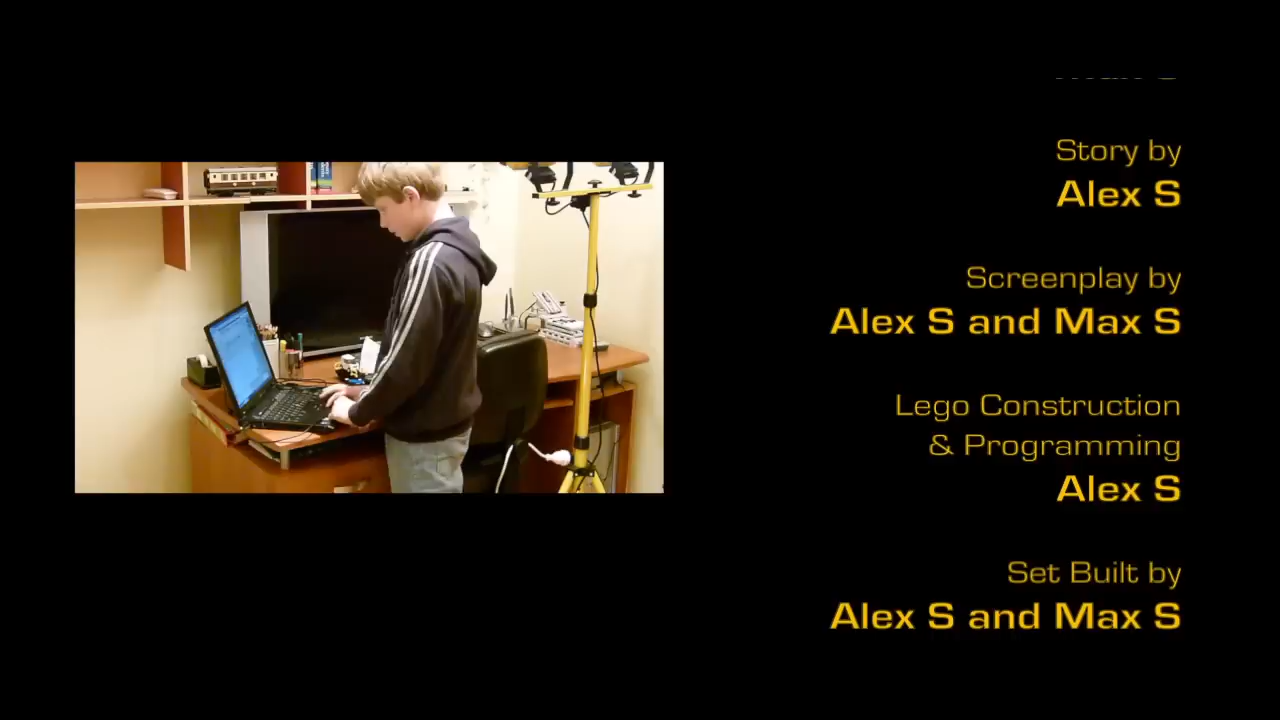 Story by
Alex S
Screenplay by
Alex S and Max S
Lego Construction
& Programming
Alex S
Set Built by
Alex S and Max S